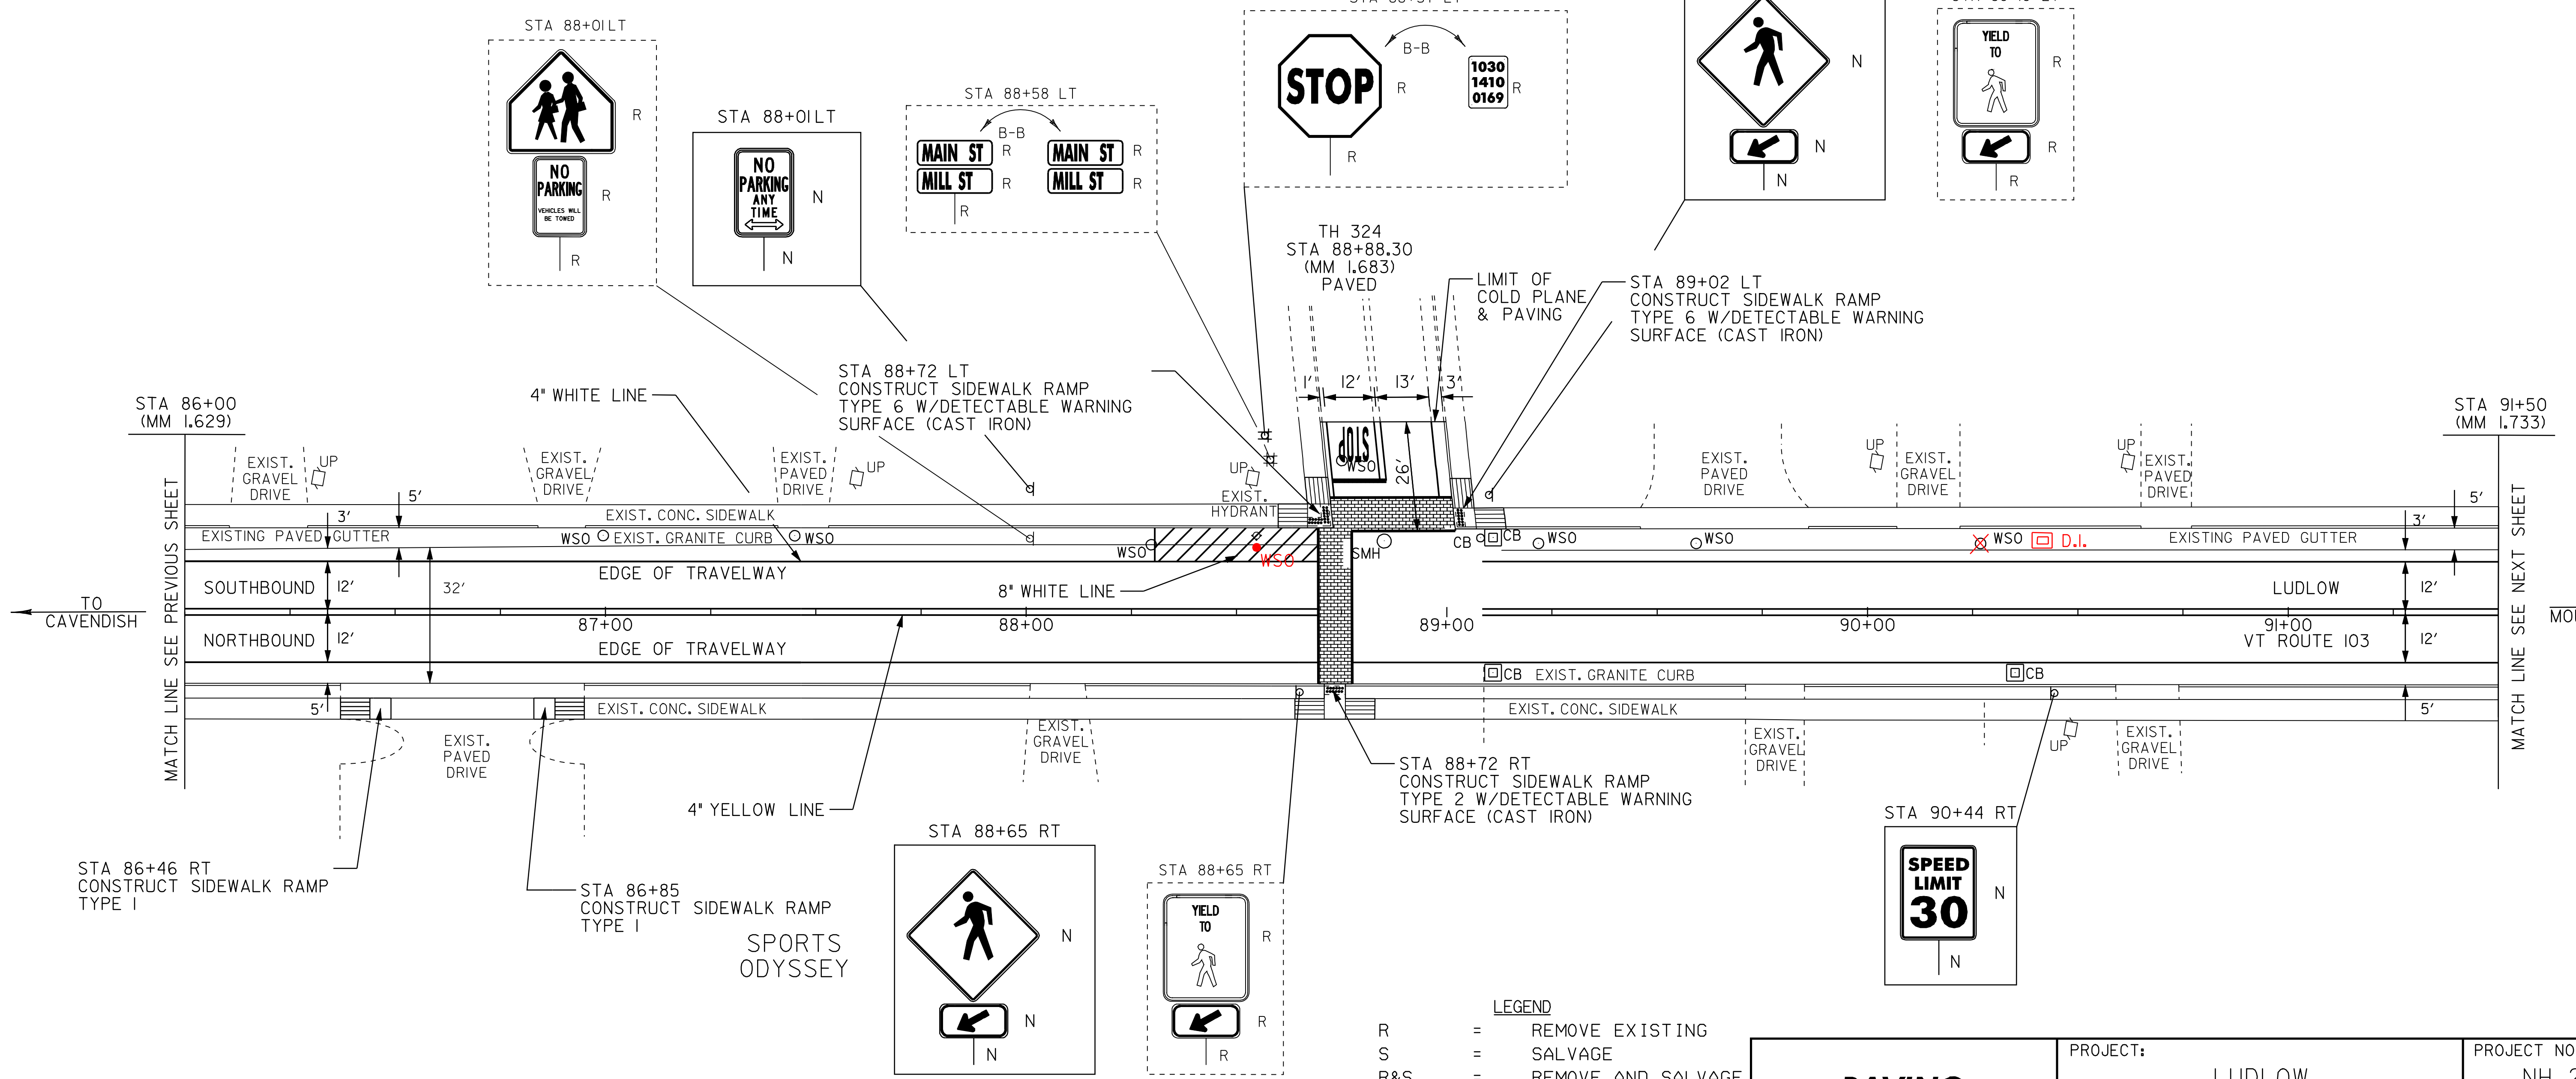 STA 88+01 LT
R
NO
PARKING
VEHICLES WILL
BE TOWED
R
R
STA 88+01 LT
NO
PARKING
ANY
TIME
N
N
STA 88+58 LT
B-B
MAIN ST R
MILL ST R
MAIN ST R
MILL ST R
R
STOP
R
B-B
1030
1410
0169
R
R
N
N
N
YIELD
TO
R
R
R
TH 324
STA 88+88.30
(MM 1.683)
PAVED
LIMIT OF
COLD PLANE
& PAVING
STA 89+02 LT
CONSTRUCT SIDEWALK RAMP
TYPE 6 W/DETECTABLE WARNING
SURFACE (CAST IRON)
STA 88+72 LT
CONSTRUCT SIDEWALK RAMP
TYPE 6 W/DETECTABLE WARNING
SURFACE (CAST IRON)
4" WHITE LINE
1' 12' 13' 3'
STA 86+00
(MM 1.629)
STA 91+50
(MM 1.733)
MATCH LINE SEE PREVIOUS SHEET
EXIST.
GRAVEL
DRIVE
UP
EXIST.
GRAVEL
DRIVE
EXIST.
PAVED
DRIVE
UP
UP
EXIST.
HYDRANT
STOP
WSO
26'
EXIST.
PAVED
DRIVE
UP
EXIST.
GRAVEL
DRIVE
UP
EXIST.
PAVED
DRIVE
MATCH LINE SEE NEXT SHEET
5'
3'
EXIST. CONC. SIDEWALK
5'
3'
EXISTING PAVED GUTTER
WSO
EXIST. GRANITE CURB
WSO
WSO
WSO
SMH
CB
CB
WSO
WSO
WSO
D.I.
EXISTING PAVED GUTTER
EDGE OF TRAVELWAY
SOUTHBOUND 12'
32'
8" WHITE LINE
LUDLOW 12'
TO
CAVENDISH
87+00
88+00
89+00
90+00
91+00
NORTHBOUND 12'
EDGE OF TRAVELWAY
VT ROUTE 103 12'
CB
EXIST. GRANITE CURB
CB
5'
EXIST. CONC. SIDEWALK
EXIST. CONC. SIDEWALK
5'
EXIST.
PAVED
DRIVE
EXIST.
GRAVEL
DRIVE
EXIST.
GRAVEL
DRIVE
UP
EXIST.
GRAVEL
DRIVE
STA 88+72 RT
CONSTRUCT SIDEWALK RAMP
TYPE 2 W/DETECTABLE WARNING
SURFACE (CAST IRON)
4" YELLOW LINE
STA 86+46 RT
CONSTRUCT SIDEWALK RAMP
TYPE 1
STA 86+85
CONSTRUCT SIDEWALK RAMP
TYPE 1
SPORTS
ODYSSEY
STA 88+65 RT
N
N
N
STA 88+65 RT
YIELD
TO
R
R
R
STA 90+44 RT
SPEED
LIMIT
30
N
N
LEGEND
R = REMOVE EXISTING
S = SALVAGE
R&S = REMOVE AND SALVAGE
PROJECT:
LUDLOW